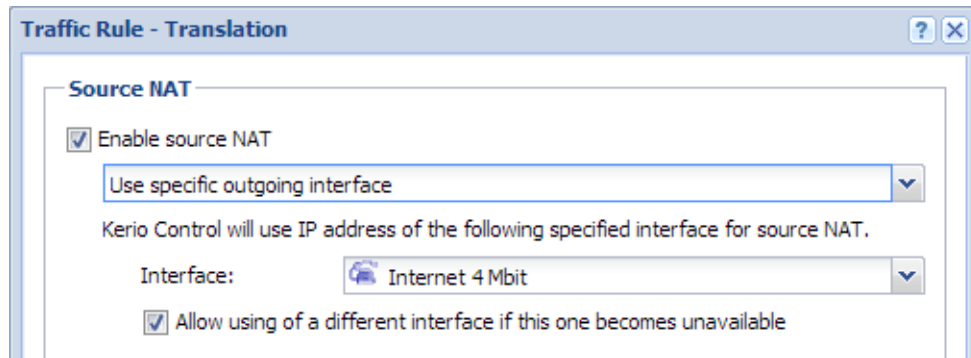 Traffic Rule - Translation
Source NAT
Enable source NAT
Use specific outgoing interface
Kerio Control will use IP address of the following specified interface for source NAT.
Interface: Internet 4 Mbit
Allow using of a different interface if this one becomes unavailable